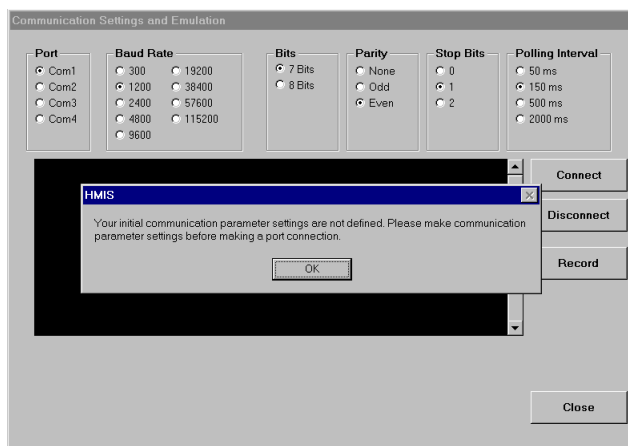 Communication Settings and Emulation
Port
Com1
Com2
Com3
Com4
Baud Rate
300
1200
2400
4800
9600
19200
38400
57600
115200
Bits
7 Bits
8 Bits
Parity
None
Odd
Even
Stop Bits
0
1
2
Polling Interval
50 ms
150 ms
500 ms
2000 ms
Connect
Disconnect
Record
Close
HMIS
Your initial communication parameter settings are not defined. Please make communication
parameter settings before making a port connection.
OK